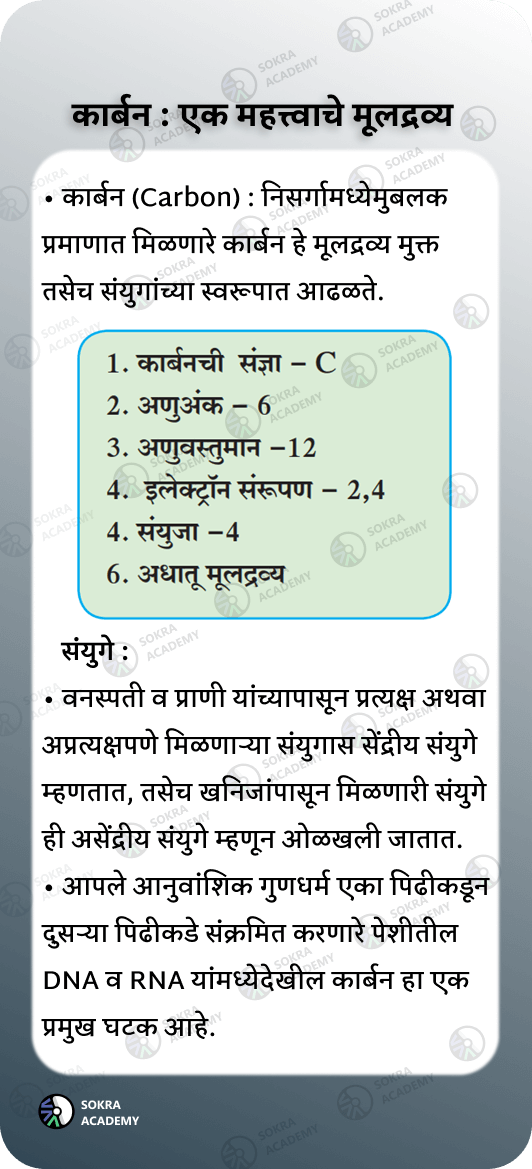 कार्बन : एक महत्त्वाचे मूलद्रव्य
• कार्बन (Carbon) : निसर्गामध्येमुबलक
प्रमाणात मिळणारे कार्बन हे मूलद्रव्य मुक्त
तसेच संयुगांच्या स्वरूपात आढळते.
1. कार्बनची संज्ञा – C
2. अणुअंक – 6
3. अणुवस्तुमान –12
4. इलेक्ट्रॉन संरूपण – 2,4
4. संयुजा –4
6. अधातू मूलद्रव्य
संयुगे :
• वनस्पती व प्राणी यांच्यापासून प्रत्यक्ष अथवा
अप्रत्यक्षपणे मिळणाऱ्या संयुगास सेंद्रीय संयुगे
म्हणतात, तसेच खनिजांपासून मिळणारी संयुगे
ही असेंद्रीय संयुगे म्हणून ओळखली जातात.
• आपले आनुवांशिक गुणधर्म एका पिढीकडून
दुसऱ्या पिढीकडे संक्रमित करणारे पेशीतील
DNA व RNA यांमध्येदेखील कार्बन हा एक
प्रमुख घटक आहे.
SOKRA
ACADEMY